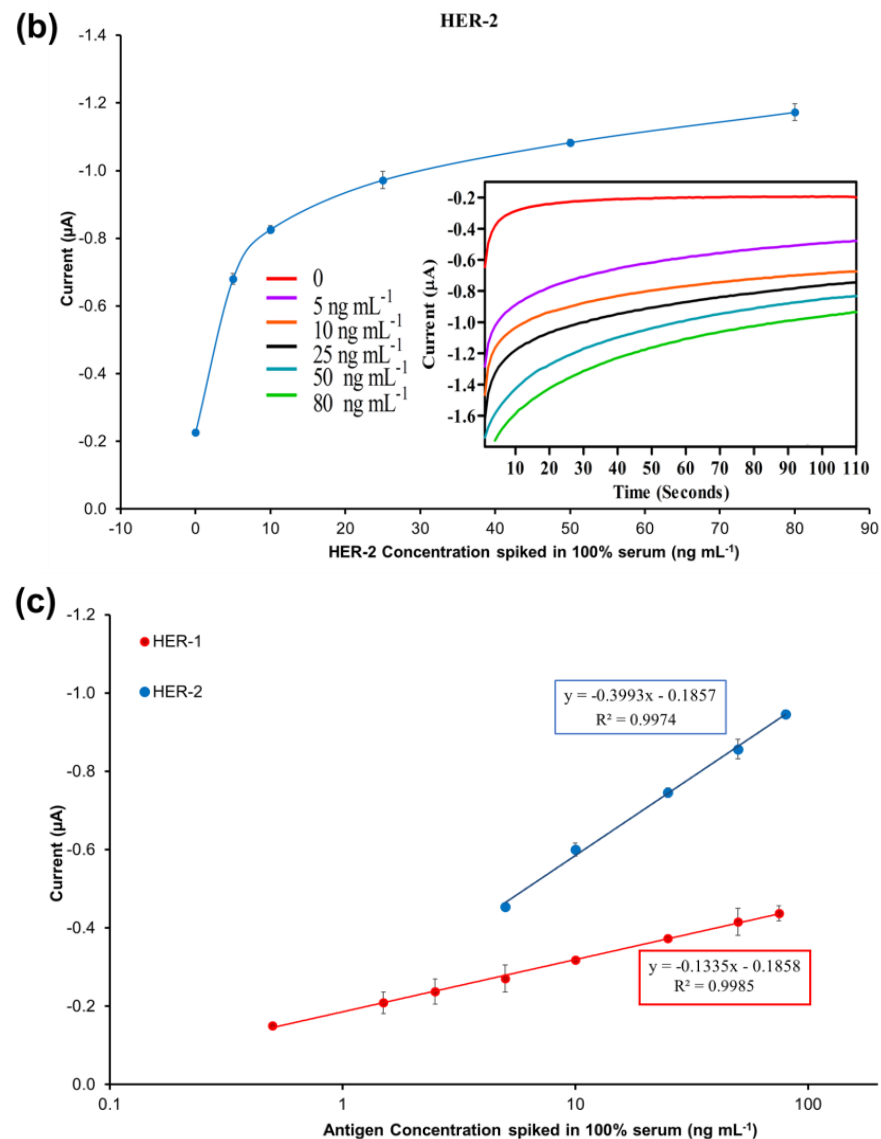 (b)
HER-2
-1.4
-1.2
-1.0
-0.8
-0.6
-0.4
-0.2
0.0
Current (µA)
-10 0 10 20 30 40 50 60 70 80 90
HER-2 Concentration spiked in 100% serum (ng mL-1)
0
5 ng mL-1
10 ng mL-1
25 ng mL-1
50 ng mL-1
80 ng mL-1
-0.2
-0.4
-0.6
-0.8
-1.0
-1.2
-1.4
-1.6
Current (µA)
10 20 30 40 50 60 70 80 90 100 110
Time (Seconds)
(c)
-1.2
-1.0
-0.8
-0.6
-0.4
-0.2
0.0
Current (µA)
HER-1
HER-2
y = -0.3993x - 0.1857
R² = 0.9974
y = -0.1335x - 0.1858
R² = 0.9985
0.1 1 10 100
Antigen Concentration spiked in 100% serum (ng mL-1)